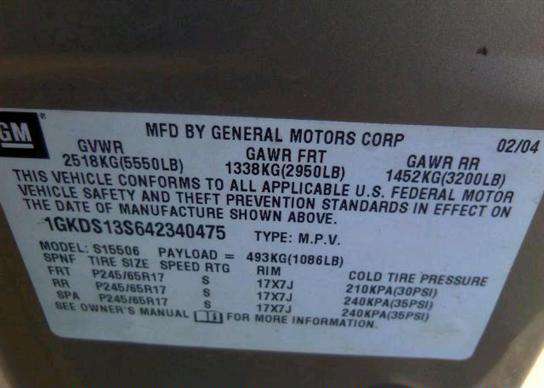 GM
MFD BY GENERAL MOTORS CORP 02/04
GVWR GAWR FRT GAWR RR
2518KG(5550LB) 1338KG(2950LB) 1452KG(3200LB)
THIS VEHICLE CONFORMS TO ALL APPLICABLE U.S. FEDERAL MOTOR
VEHICLE SAFETY AND THEFT PREVENTION STANDARDS IN EFFECT ON
THE DATE OF MANUFACTURE SHOWN ABOVE.
1GKDS13S642340475 TYPE: M.P.V.
MODEL: S15506 PAYLOAD = 493KG(1086LB)
SPNF TIRE SIZE SPEED RTG RIM COLD TIRE PRESSURE
FRT P245/65R17 S 17X7J 210KPA(30PSI)
RR P245/65R17 S 17X7J 240KPA(35PSI)
SPA P245/65R17 S 17X7J 240KPA(35PSI)
SEE OWNER'S MANUAL FOR MORE INFORMATION.